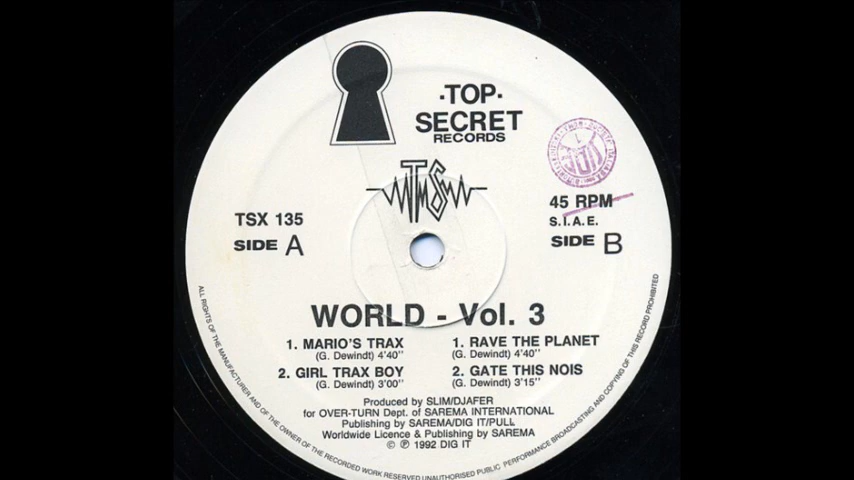 ·TOP·
SECRET
RECORDS
TMS
TSX 135
SIDE A
45 RPM
S.I.A.E.
SIDE B
WORLD - Vol. 3
1. MARIO'S TRAX
(G. Dewindt) 4'40"
2. GIRL TRAX BOY
(G. Dewindt) 3'00"
1. RAVE THE PLANET
(G. Dewindt) 4'40"
2. GATE THIS NOIS
(G. Dewindt) 3'15"
Produced by SLIM/DJAFER
for OVER-TURN Dept. of SAREMA INTERNATIONAL
Publishing by SAREMA/DIG IT/PULL
Worldwide Licence & Publishing by SAREMA
© ℗ 1992 DIG IT
ALL RIGHTS OF THE MANUFACTURER AND OF THE OWNER OF THE RECORDED WORK RESERVED UNAUTHORISED PUBLIC PERFORMANCE BROADCASTING AND COPYING OF THIS RECORD PROHIBITED